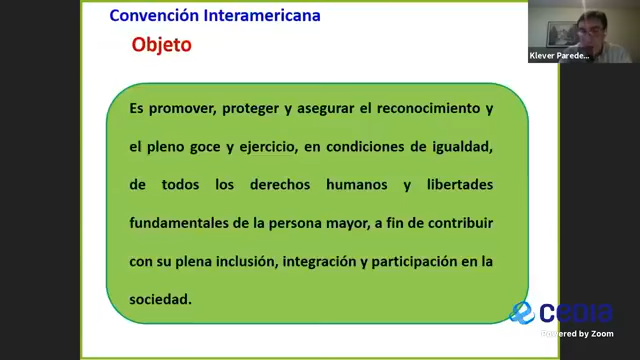 Convención Interamericana
Objeto
Klever Parede...
Es promover, proteger y asegurar el reconocimiento y
el pleno goce y ejercicio, en condiciones de igualdad,
de todos los derechos humanos y libertades
fundamentales de la persona mayor, a fin de contribuir
con su plena inclusión, integración y participación en la
sociedad.
cedia
Powered by Zoom